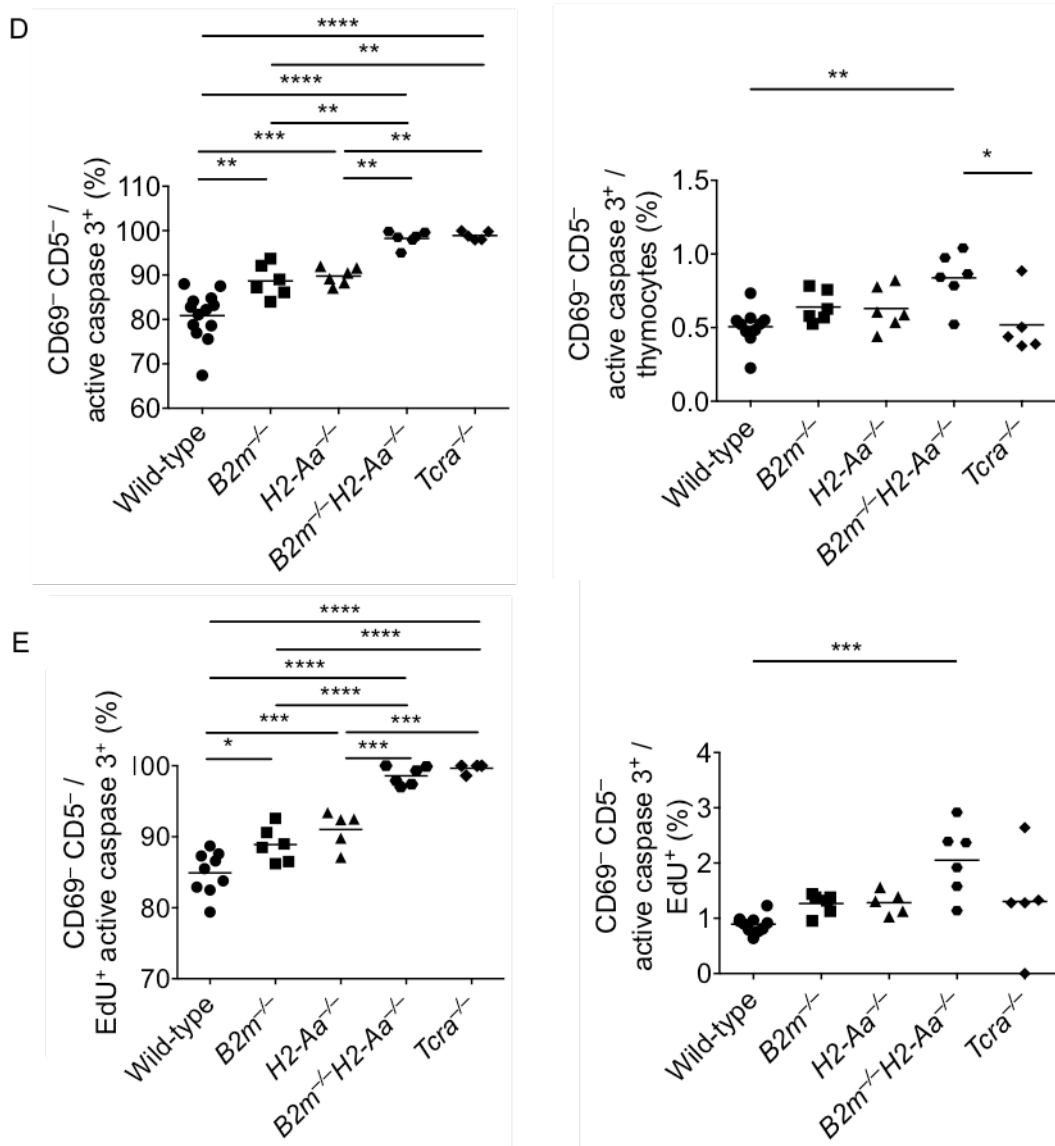 D
****
**
****
**
***
**
**
**
CD69⁻ CD5⁻ /
active caspase 3⁺ (%)
110
100
90
80
70
60
Wild-type
B2m⁻/⁻
H2-Aa⁻/⁻
B2m⁻/⁻H2-Aa⁻/⁻
Tcra⁻/⁻
**
*
CD69⁻ CD5⁻
active caspase 3⁺ /
thymocytes (%)
1.5
1.0
0.5
0.0
Wild-type
B2m⁻/⁻
H2-Aa⁻/⁻
B2m⁻/⁻H2-Aa⁻/⁻
Tcra⁻/⁻
E
****
****
****
****
***
***
*
***
CD69⁻ CD5⁻ /
EdU⁺ active caspase 3⁺ (%)
100
90
80
70
Wild-type
B2m⁻/⁻
H2-Aa⁻/⁻
B2m⁻/⁻H2-Aa⁻/⁻
Tcra⁻/⁻
***
CD69⁻ CD5⁻
active caspase 3⁺ /
EdU⁺ (%)
4
3
2
1
0
Wild-type
B2m⁻/⁻
H2-Aa⁻/⁻
B2m⁻/⁻H2-Aa⁻/⁻
Tcra⁻/⁻